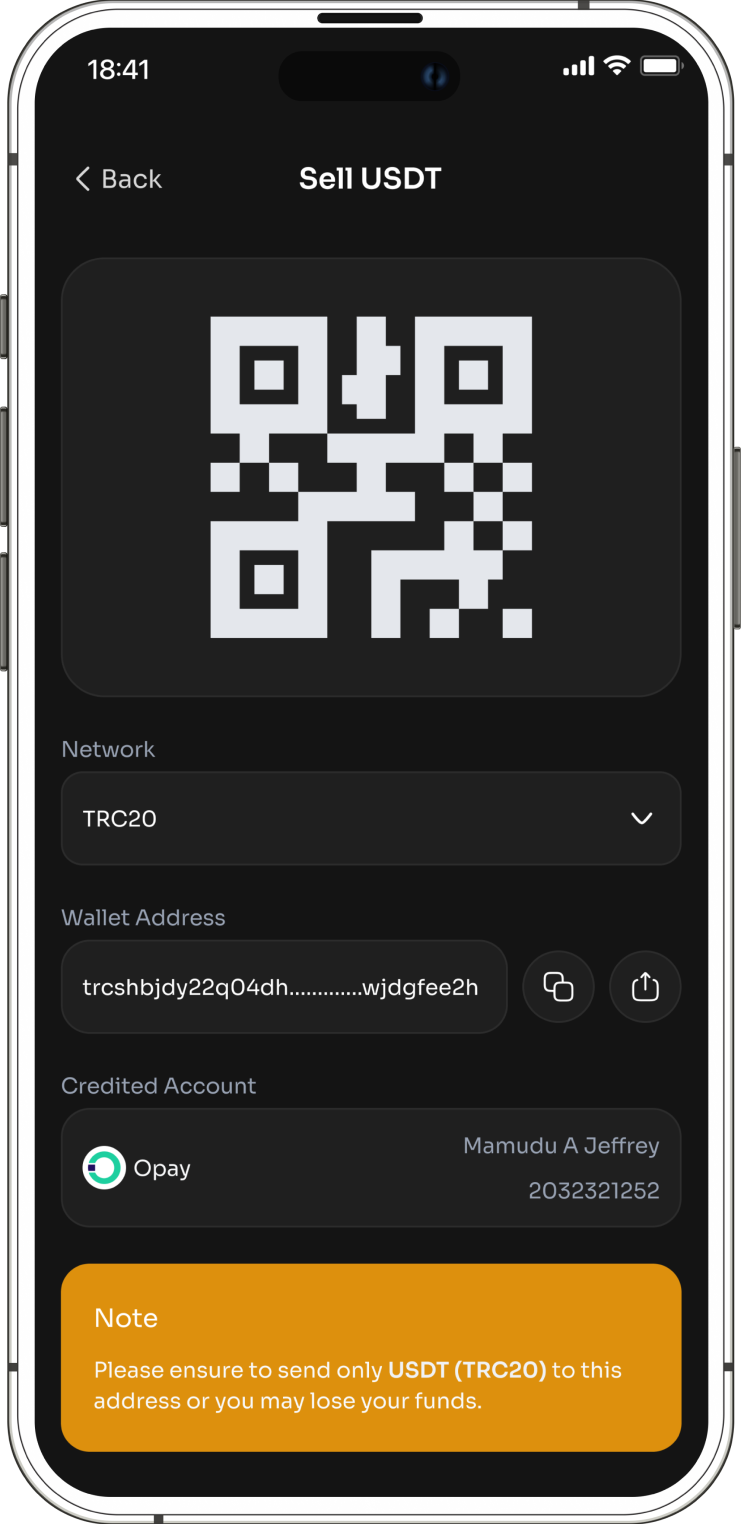 18:41
Back
Sell USDT
Network
TRC20
Wallet Address
trcshbjdy22q04dh.............wjdgfee2h
Credited Account
Opay
Mamudu A Jeffrey
2032321252
Note
Please ensure to send only USDT (TRC20) to this
address or you may lose your funds.